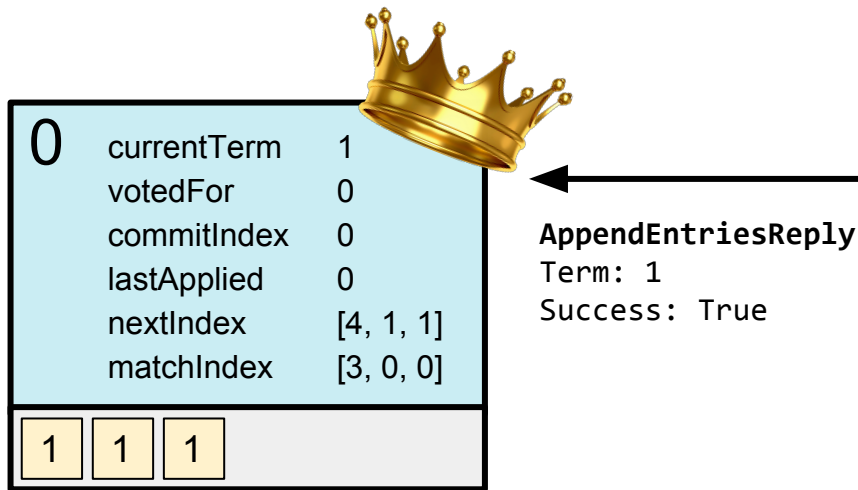 0
currentTerm 1
votedFor 0
commitIndex 0
lastApplied 0
nextIndex [4, 1, 1]
matchIndex [3, 0, 0]
1 1 1
AppendEntriesReply
Term: 1
Success: True